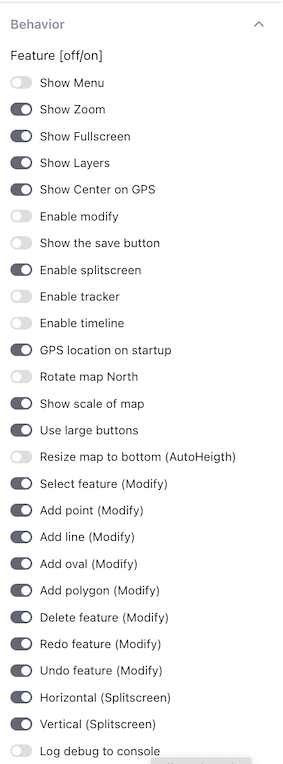 Behavior
Feature [off/on]
Show Menu
Show Zoom
Show Fullscreen
Show Layers
Show Center on GPS
Enable modify
Show the save button
Enable splitscreen
Enable tracker
Enable timeline
GPS location on startup
Rotate map North
Show scale of map
Use large buttons
Resize map to bottom (AutoHeigth)
Select feature (Modify)
Add point (Modify)
Add line (Modify)
Add oval (Modify)
Add polygon (Modify)
Delete feature (Modify)
Redo feature (Modify)
Undo feature (Modify)
Horizontal (Splitscreen)
Vertical (Splitscreen)
Log debug to console